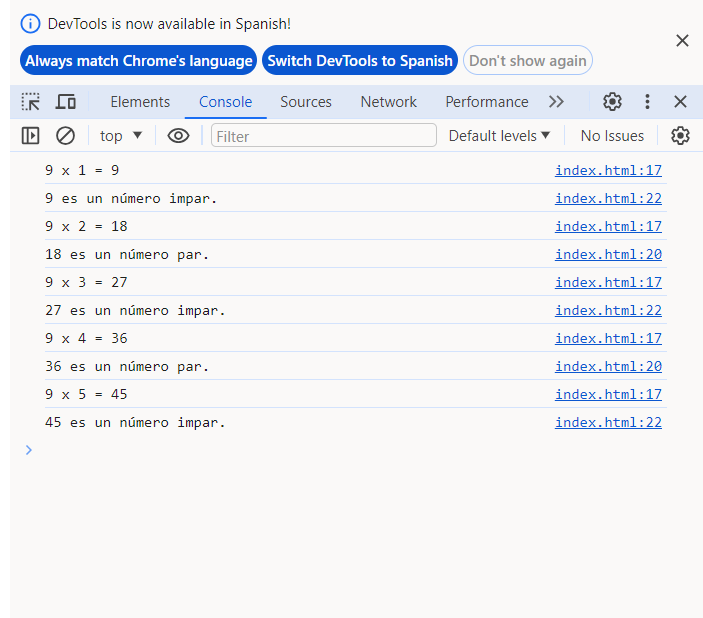 DevTools is now available in Spanish!
Always match Chrome's language Switch DevTools to Spanish Don't show again
Elements Console Sources Network Performance
top Filter Default levels No Issues
9 x 1 = 9 index.html:17
9 es un número impar. index.html:22
9 x 2 = 18 index.html:17
18 es un número par. index.html:20
9 x 3 = 27 index.html:17
27 es un número impar. index.html:22
9 x 4 = 36 index.html:17
36 es un número par. index.html:20
9 x 5 = 45 index.html:17
45 es un número impar. index.html:22